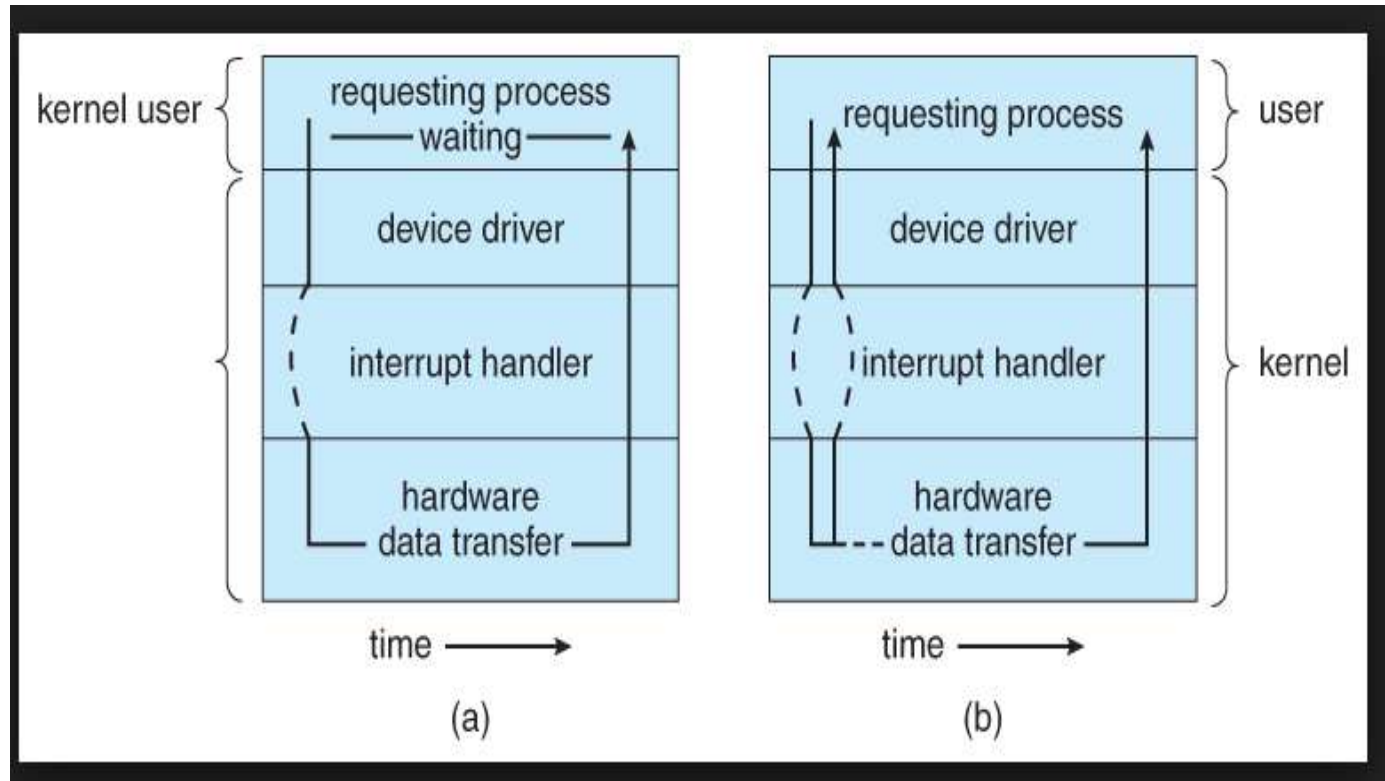 kernel user
requesting process
waiting
device driver
interrupt handler
hardware
data transfer
time
(a)
requesting process
user
device driver
interrupt handler
kernel
hardware
data transfer
time
(b)